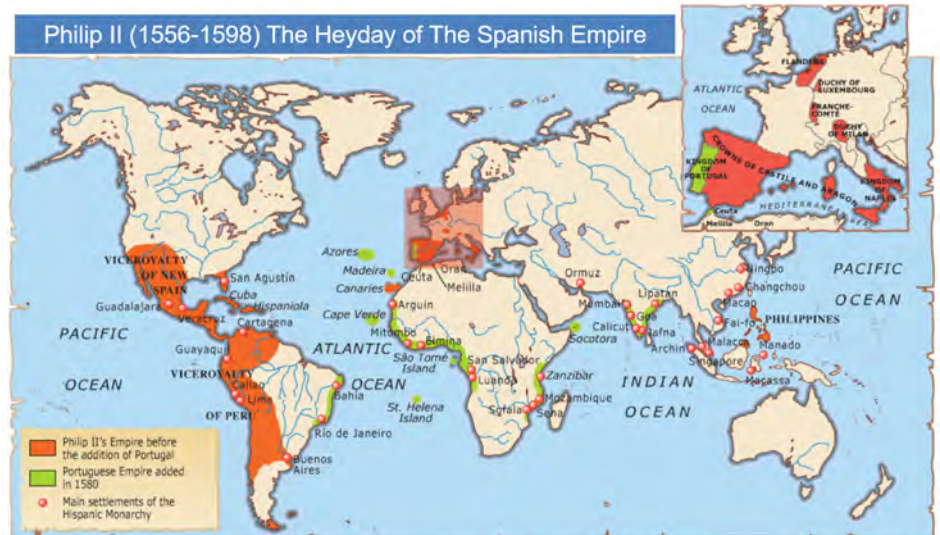 Philip II (1556-1598) The Heyday of The Spanish Empire
FLANDERS
DUCHY OF
LUXEMBOURG
ATLANTIC
OCEAN
FRANCHE-
COMTÉ
DUCHY
OF MILAN
CROWNS OF CASTILE AND ARAGON
KINGDOM
OF
PORTUGAL
KINGDOM
OF
NAPLES
MEDITERRANEAN SEA
Ceuta
Melilla
Oran
VICEROYALTY
OF NEW
SPAIN
San Agustín
Guadalajara
Cuba
Hispaniola
Veracruz
Cartagena
PACIFIC
OCEAN
Guayaquil
VICEROYALTY
OF PERU
Callao
Lima
Bahía
Río de Janeiro
Buenos
Aires
Azores
Madeira
Canaries
Cape Verde
ATLANTIC
OCEAN
Ceuta
Oran
Melilla
Arguin
Mitombo
Elmina
São Tomé
Island
St. Helena
Island
San Salvador
Luanda
Zanzibar
Mozambique
Sofala
Sena
Ormuz
Socotora
Lipatan
Goa
Calicut
Jafna
INDIAN
OCEAN
Ningpo
Changchou
Macao
Fai-fo
PHILIPPINES
Malacca
Manado
Archin
Singapore
Macassa
PACIFIC
OCEAN
Philip II's Empire before
the addition of Portugal
Portuguese Empire added
in 1580
Main settlements of the
Hispanic Monarchy